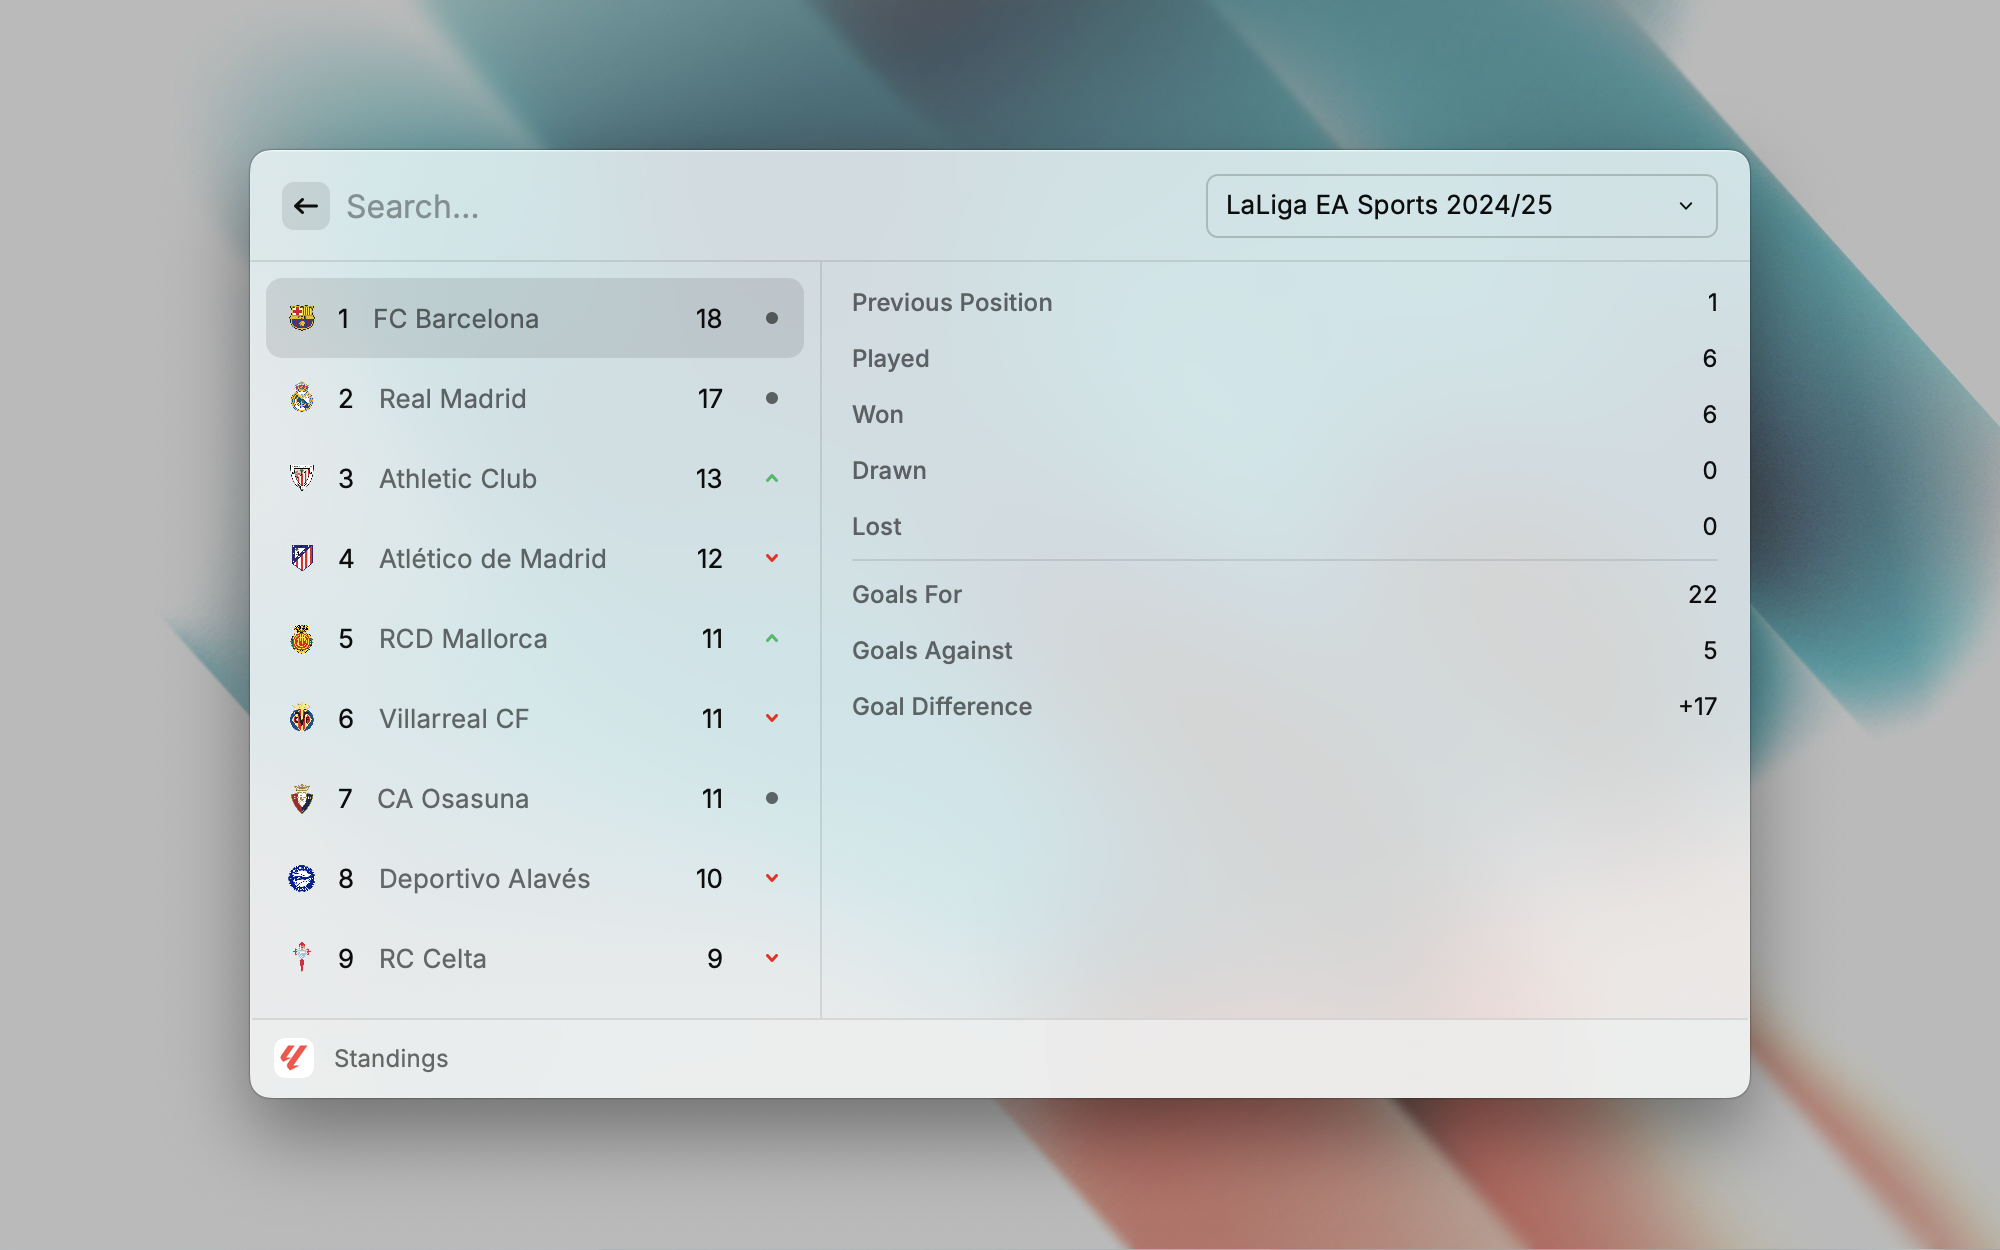 Search...
LaLiga EA Sports 2024/25
1 FC Barcelona 18
2 Real Madrid 17
3 Athletic Club 13
4 Atlético de Madrid 12
5 RCD Mallorca 11
6 Villarreal CF 11
7 CA Osasuna 11
8 Deportivo Alavés 10
9 RC Celta 9
Previous Position 1
Played 6
Won 6
Drawn 0
Lost 0
Goals For 22
Goals Against 5
Goal Difference +17
Standings